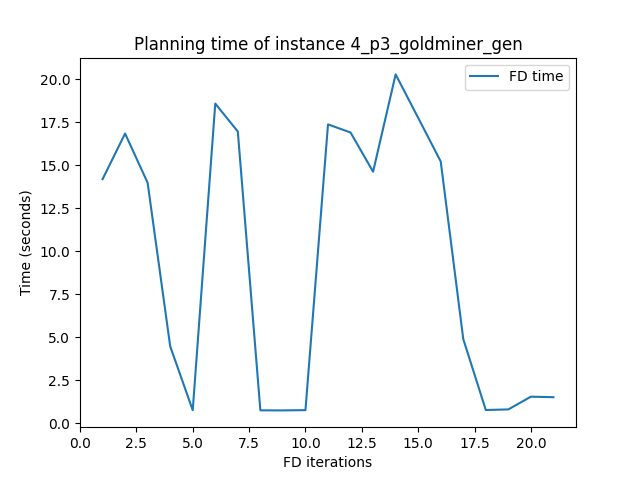 Planning time of instance 4_p3_goldminer_gen
FD time
20.0
17.5
15.0
12.5
10.0
7.5
5.0
2.5
0.0
Time (seconds)
0.0 2.5 5.0 7.5 10.0 12.5 15.0 17.5 20.0
FD iterations